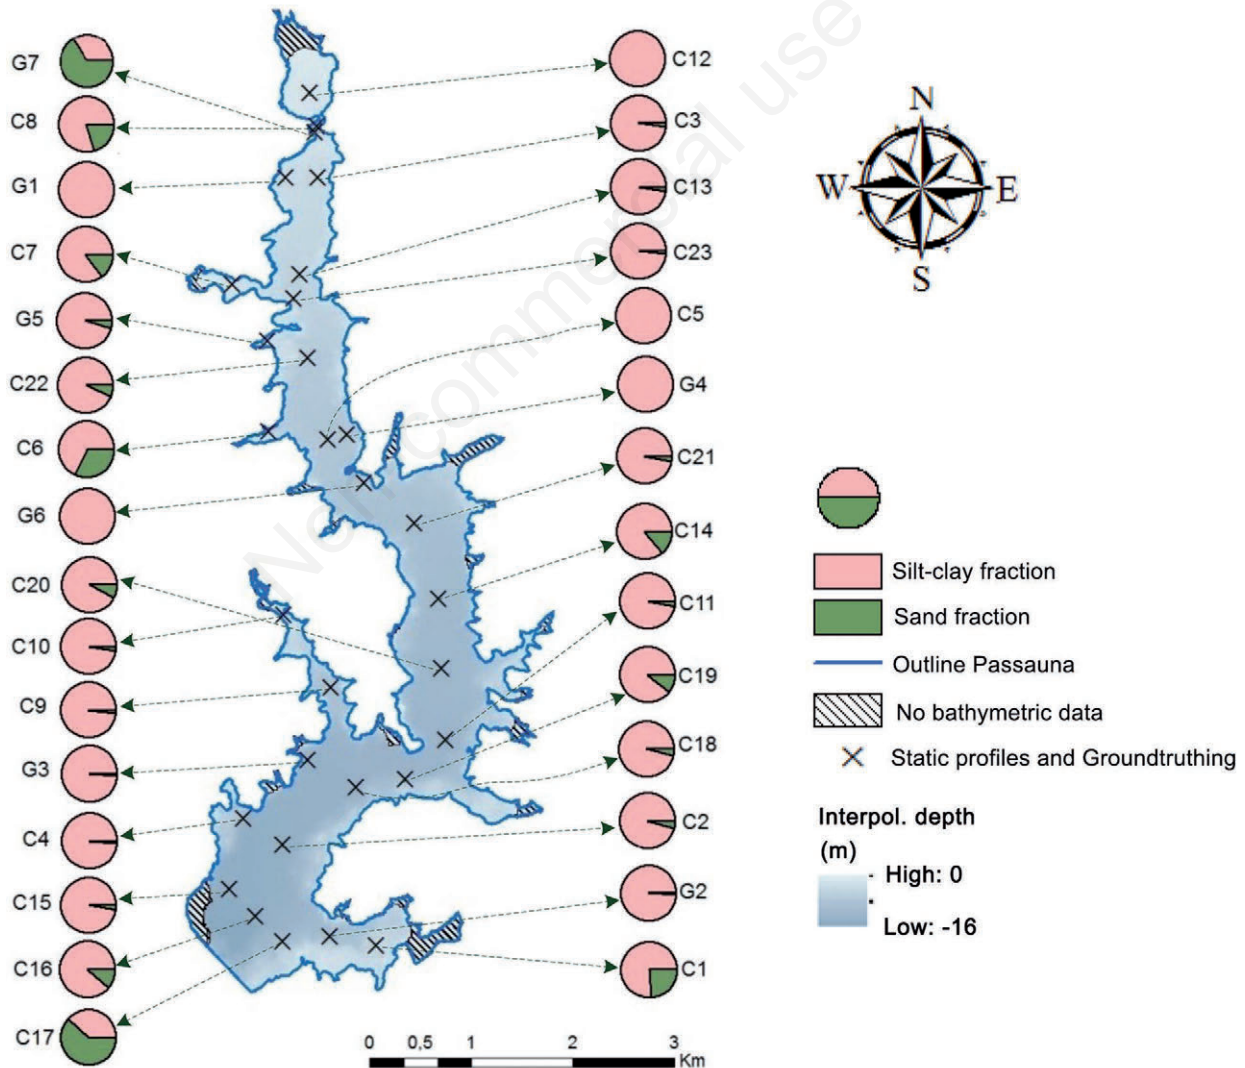 G7
C8
G1
C7
G5
C22
C6
G6
C20
C10
C9
G3
C4
C15
C16
C17
C12
C3
C13
C23
C5
G4
C21
C14
C11
C19
C18
C2
G2
C1
N
W E
S
Silt-clay fraction
Sand fraction
Outline Passauna
No bathymetric data
Static profiles and Groundtruthing
Interpol. depth
(m)
High: 0
Low: -16
0 0,5 1 2 3
Km
commercial use